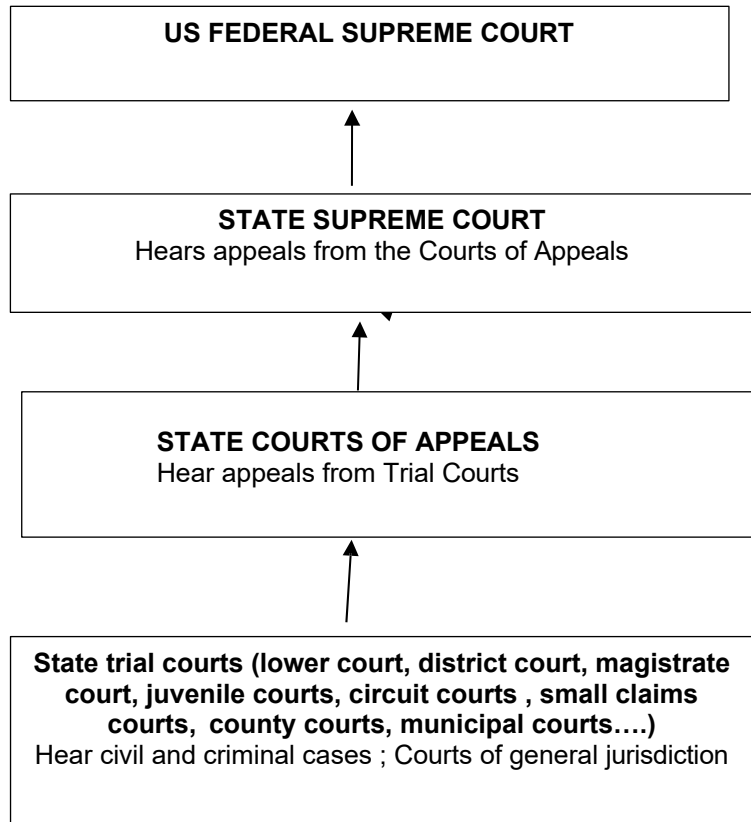 US FEDERAL SUPREME COURT
STATE SUPREME COURT
Hears appeals from the Courts of Appeals
STATE COURTS OF APPEALS
Hear appeals from Trial Courts
State trial courts (lower court, district court, magistrate
court, juvenile courts, circuit courts , small claims
courts, county courts, municipal courts….)
Hear civil and criminal cases ; Courts of general jurisdiction